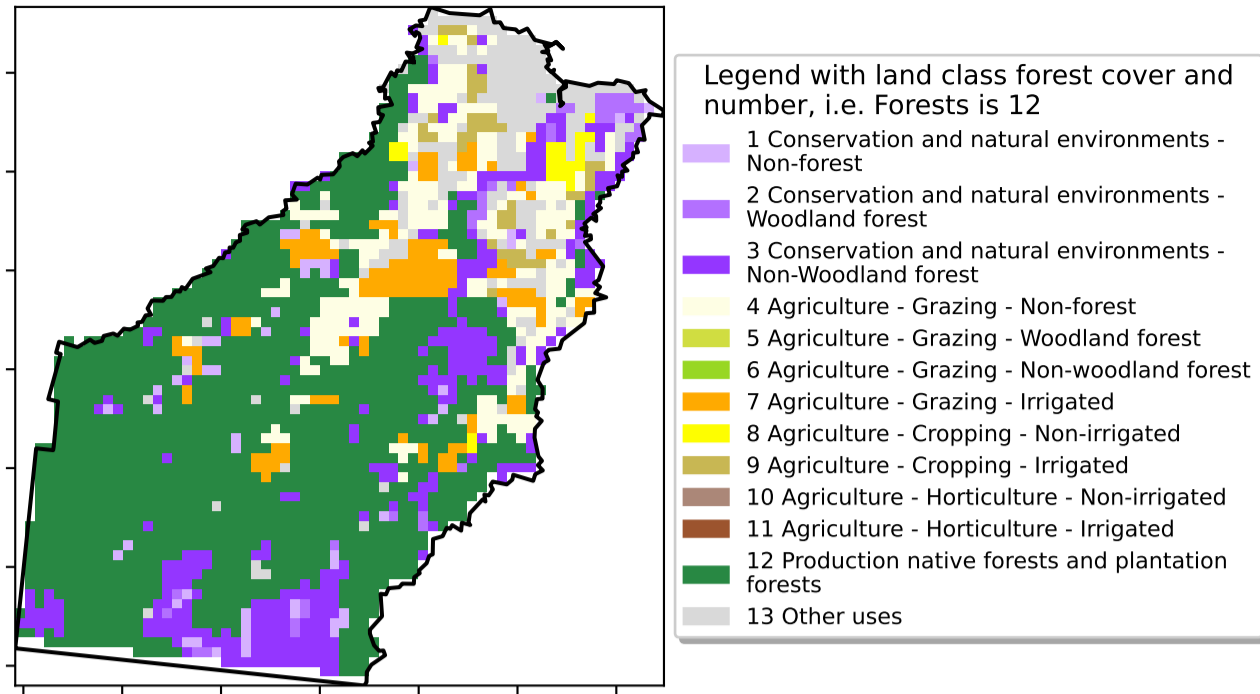 Legend with land class forest cover and
number, i.e. Forests is 12
1 Conservation and natural environments -
Non-forest
2 Conservation and natural environments -
Woodland forest
3 Conservation and natural environments -
Non-Woodland forest
4 Agriculture - Grazing - Non-forest
5 Agriculture - Grazing - Woodland forest
6 Agriculture - Grazing - Non-woodland forest
7 Agriculture - Grazing - Irrigated
8 Agriculture - Cropping - Non-irrigated
9 Agriculture - Cropping - Irrigated
10 Agriculture - Horticulture - Non-irrigated
11 Agriculture - Horticulture - Irrigated
12 Production native forests and plantation
forests
13 Other uses